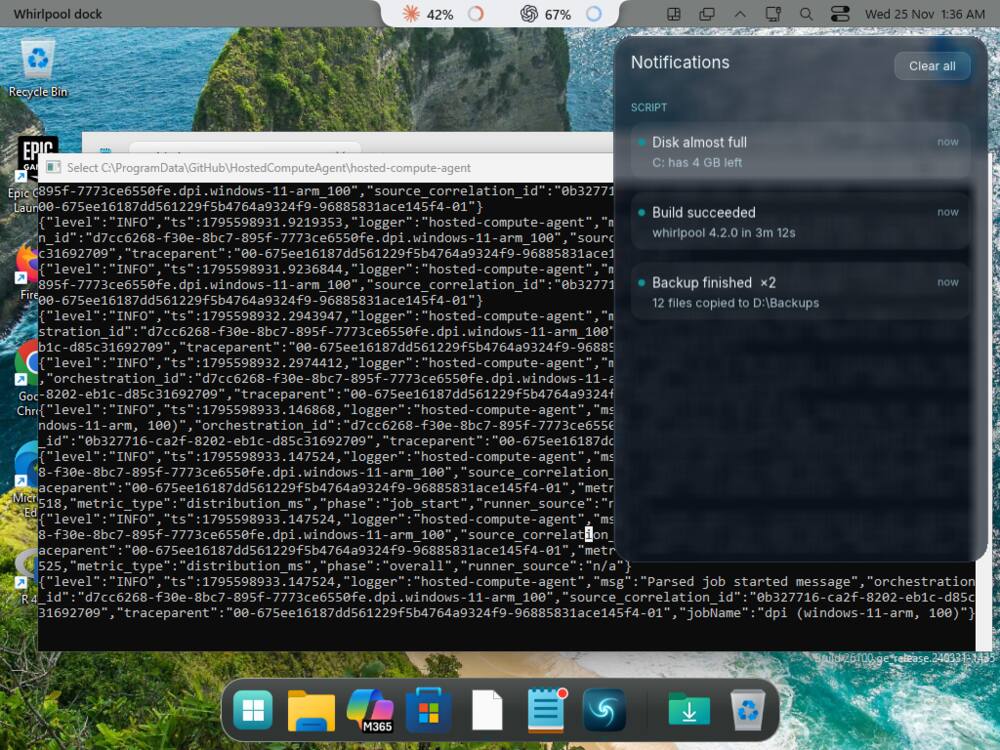 Whirlpool dock
42%
67%
Wed 25 Nov 1:36 AM
Recycle Bin
EPIC
Select C:\ProgramData\GitHub\HostedComputeAgent\hosted-compute-agent
895f-7773ce6550fe.dpi.windows-11-arm_100","source_correlation_id":"0b32771
00-675ee16187dd561229f5b4764a9324f9-96885831ace145f4-01"}
{"level":"INFO","ts":1795598931.9219353,"logger":"hosted-compute-agent","m
n_id":"d7cc6268-f30e-8bc7-895f-7773ce6550fe.dpi.windows-11-arm_100","sourc
c31692709","traceparent":"00-675ee16187dd561229f5b4764a9324f9-96885831ace1
{"level":"INFO","ts":1795598931.9236844,"logger":"hosted-compute-agent","m
895f-7773ce6550fe.dpi.windows-11-arm_100","source_correlation_id":"0b32771
00-675ee16187dd561229f5b4764a9324f9-96885831ace145f4-01"}
{"level":"INFO","ts":1795598932.2943947,"logger":"hosted-compute-agent","m
stration_id":"d7cc6268-f30e-8bc7-895f-7773ce6550fe.dpi.windows-11-arm_100"
b1c-d85c31692709","traceparent":"00-675ee16187dd561229f5b4764a9324f9-96885
{"level":"INFO","ts":1795598932.2974412,"logger":"hosted-compute-agent","m
,"orchestration_id":"d7cc6268-f30e-8bc7-895f-7773ce6550fe.dpi.windows-11-a
-8202-eb1c-d85c31692709","traceparent":"00-675ee16187dd561229f5b4764a9324f
{"level":"INFO","ts":1795598933.146868,"logger":"hosted-compute-agent","ms
ndows-11-arm, 100)","orchestration_id":"d7cc6268-f30e-8bc7-895f-7773ce6550
_id":"0b327716-ca2f-8202-eb1c-d85c31692709","traceparent":"00-675ee16187dd
{"level":"INFO","ts":1795598933.147524,"logger":"hosted-compute-agent","ms
8-f30e-8bc7-895f-7773ce6550fe.dpi.windows-11-arm_100","source_correlation_
aceparent":"00-675ee16187dd561229f5b4764a9324f9-96885831ace145f4-01","metr
518,"metric_type":"distribution_ms","phase":"job_start","runner_source":"n
{"level":"INFO","ts":1795598933.147524,"logger":"hosted-compute-agent","ms
8-f30e-8bc7-895f-7773ce6550fe.dpi.windows-11-arm_100","source_correlation_
aceparent":"00-675ee16187dd561229f5b4764a9324f9-96885831ace145f4-01","metr
525,"metric_type":"distribution_ms","phase":"overall","runner_source":"n/a"}
{"level":"INFO","ts":1795598933.147524,"logger":"hosted-compute-agent","msg":"Parsed job started message","orchestration
_id":"d7cc6268-f30e-8bc7-895f-7773ce6550fe.dpi.windows-11-arm_100","source_correlation_id":"0b327716-ca2f-8202-eb1c-d85c
31692709","traceparent":"00-675ee16187dd561229f5b4764a9324f9-96885831ace145f4-01","jobName":"dpi (windows-11-arm, 100)"}
Notifications
Clear all
SCRIPT
Disk almost full
now
C: has 4 GB left
Build succeeded
now
whirlpool 4.2.0 in 3m 12s
Backup finished ×2
now
12 files copied to D:\Backups
M365